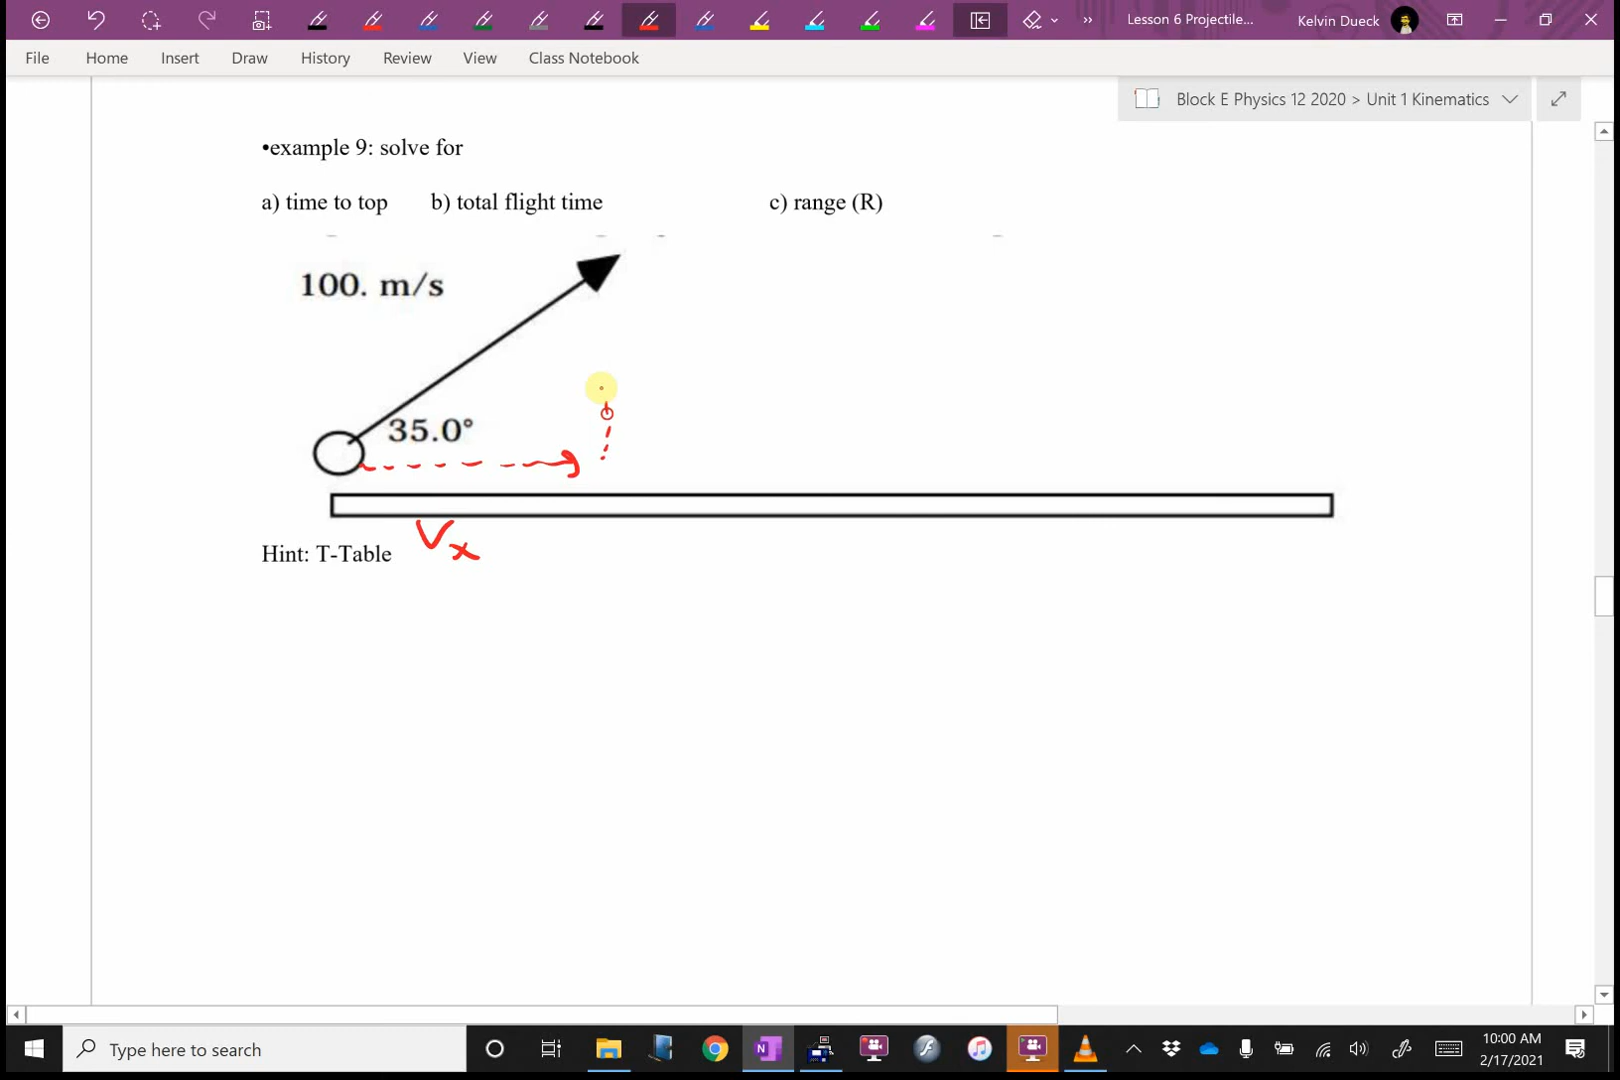 Lesson 6 Projectile...
Kelvin Dueck
File Home Insert Draw History Review View Class Notebook
Block E Physics 12 2020 > Unit 1 Kinematics
•example 9: solve for
a) time to top b) total flight time c) range (R)
100. m/s
35.0°
Vx
Hint: T-Table
Type here to search
10:00 AM
2/17/2021